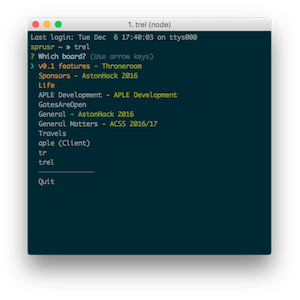 1. trel (node)
Last login: Tue Dec  6 17:40:03 on ttys000
sprusr ~ » trel
? Which board? (Use arrow keys)
❯ v0.1 features - Throneroom
Sponsors - AstonHack 2016
Life
APLE Development - APLE Development
GatesAreOpen
General - AstonHack 2016
General Matters - ACSS 2016/17
Travels
aple (Client)
tr
trel
──────────────
Quit